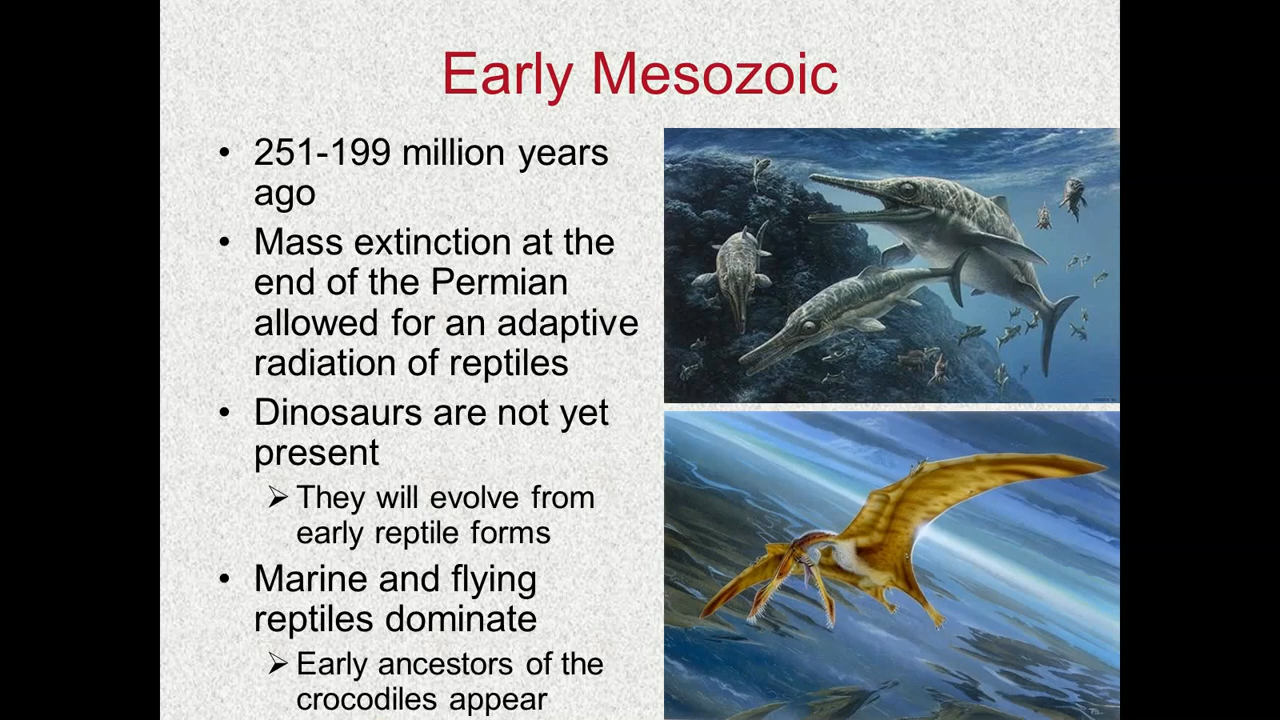 Early Mesozoic
• 251-199 million years
ago
• Mass extinction at the
end of the Permian
allowed for an adaptive
radiation of reptiles
• Dinosaurs are not yet
present
➢ They will evolve from
early reptile forms
• Marine and flying
reptiles dominate
➢ Early ancestors of the
crocodiles appear